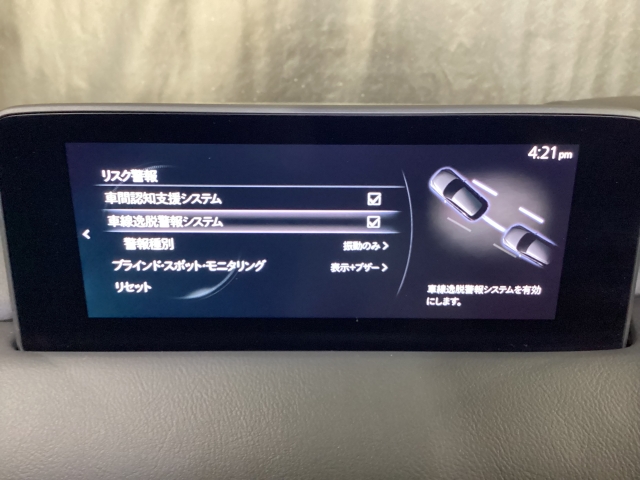 4:21 pm
リスク警報
車間認知支援システム
車線逸脱警報システム
警報種別 振動のみ
ブラインド・スポット・モニタリング 表示+ブザー
リセット
車線逸脱警報システムを有効
にします。